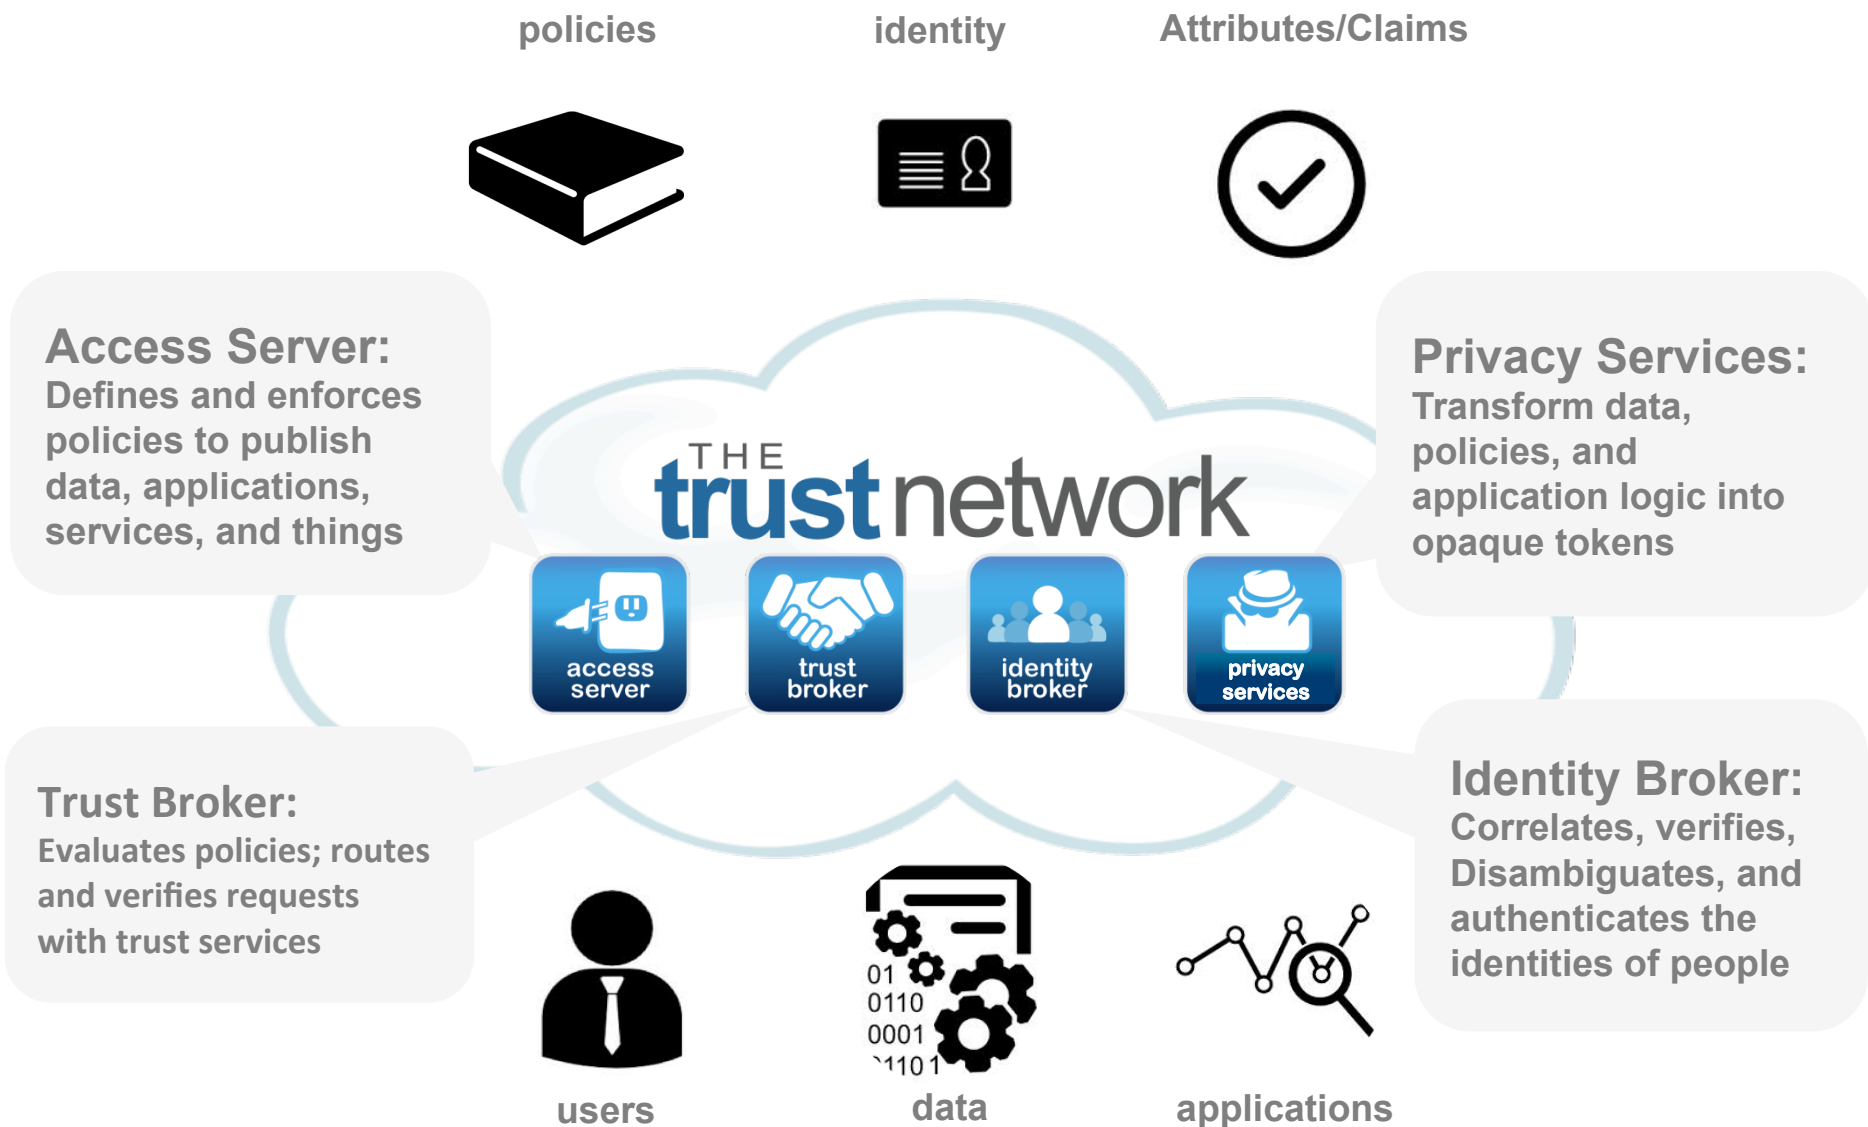 policies
identity
Attributes/Claims
Access Server:
Defines and enforces
policies to publish
data, applications,
services, and things
Privacy Services:
Transform data,
policies, and
application logic into
opaque tokens
THE
trust network
access
server
trust
broker
identity
broker
privacy
services
Trust Broker:
Evaluates policies; routes
and verifies requests
with trust services
Identity Broker:
Correlates, verifies,
Disambiguates, and
authenticates the
identities of people
01
0110
0001
1101
users
data
applications